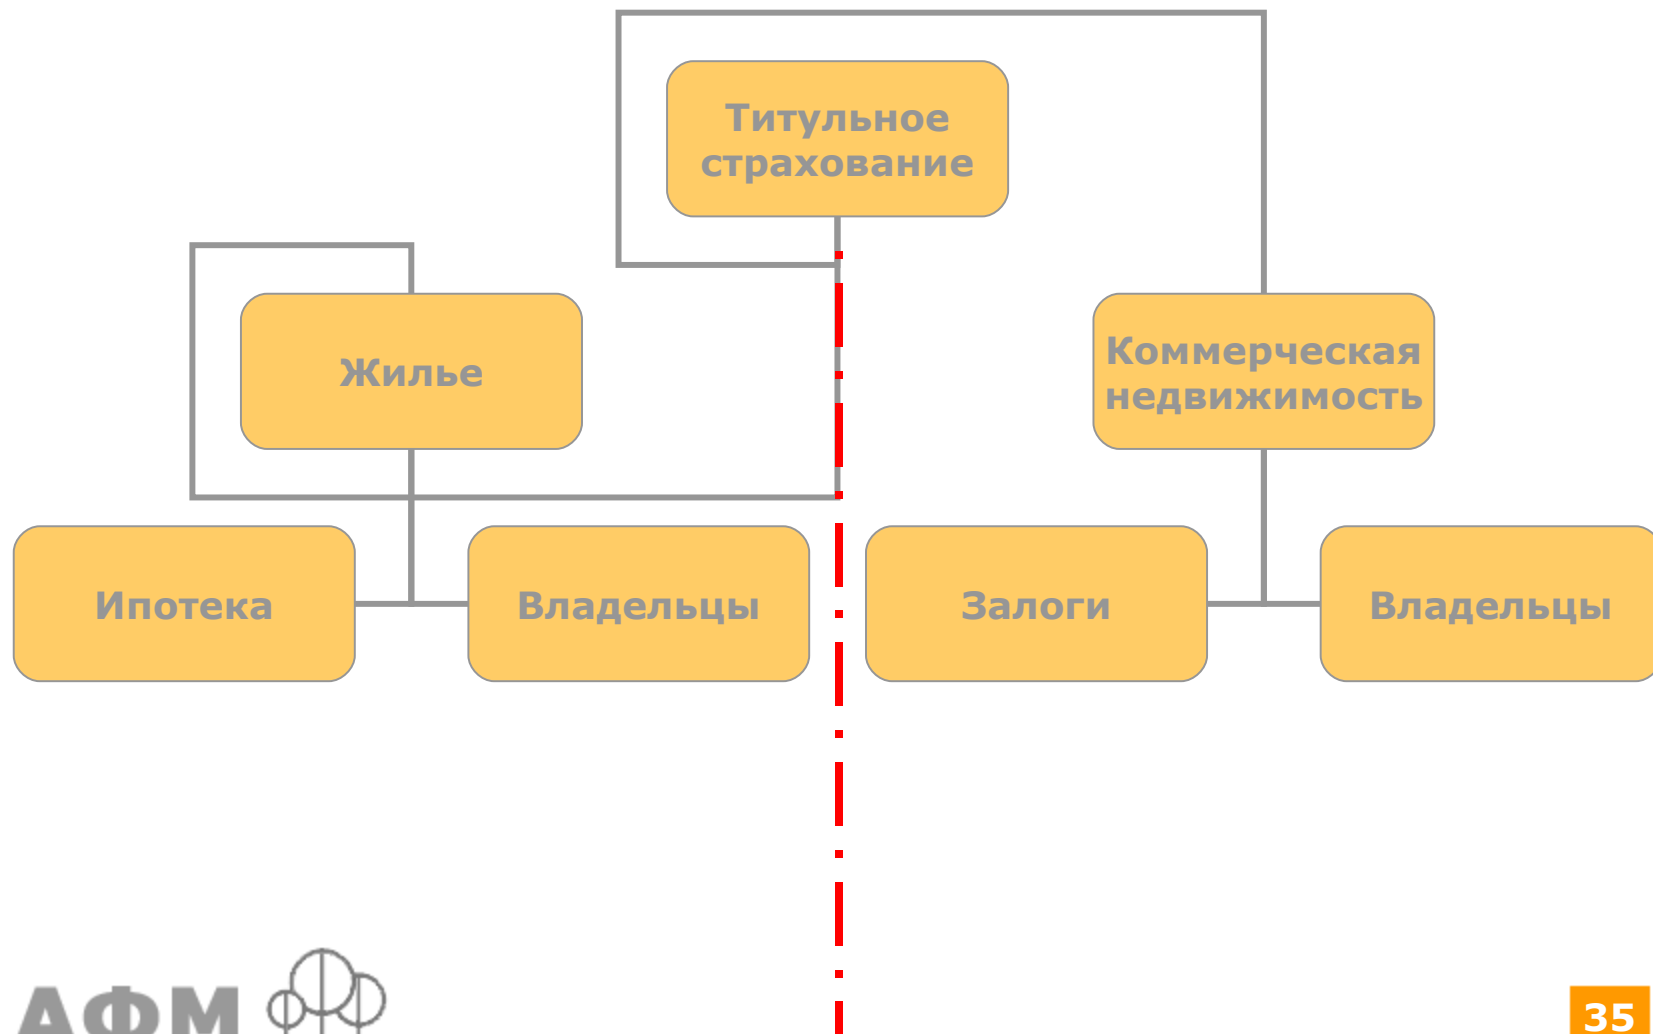 Титульное
страхование
Жилье
Коммерческая
недвижимость
Ипотека
Владельцы
Залоги
Владельцы
АФМ
35